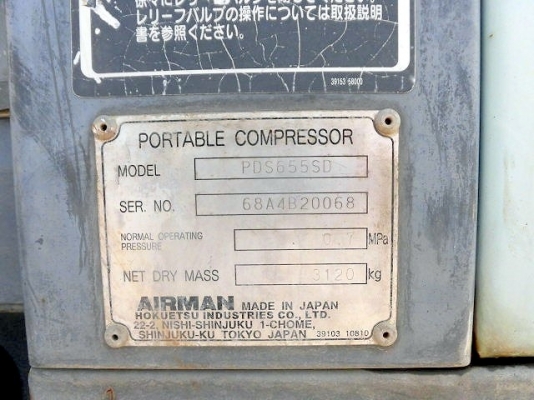 レリーフバルブの操作については取扱説明
書を参照ください。
39153 58000
PORTABLE COMPRESSOR
MODEL PDS655SD
SER. NO. 68A4B20068
NORMAL OPERATING
PRESSURE MPa
NET DRY MASS 3120 kg
AIRMAN MADE IN JAPAN
HOKUETSU INDUSTRIES CO., LTD.
22-2, NISHI-SHINJUKU 1-CHOME,
SHINJUKU-KU TOKYO JAPAN 39103 10810